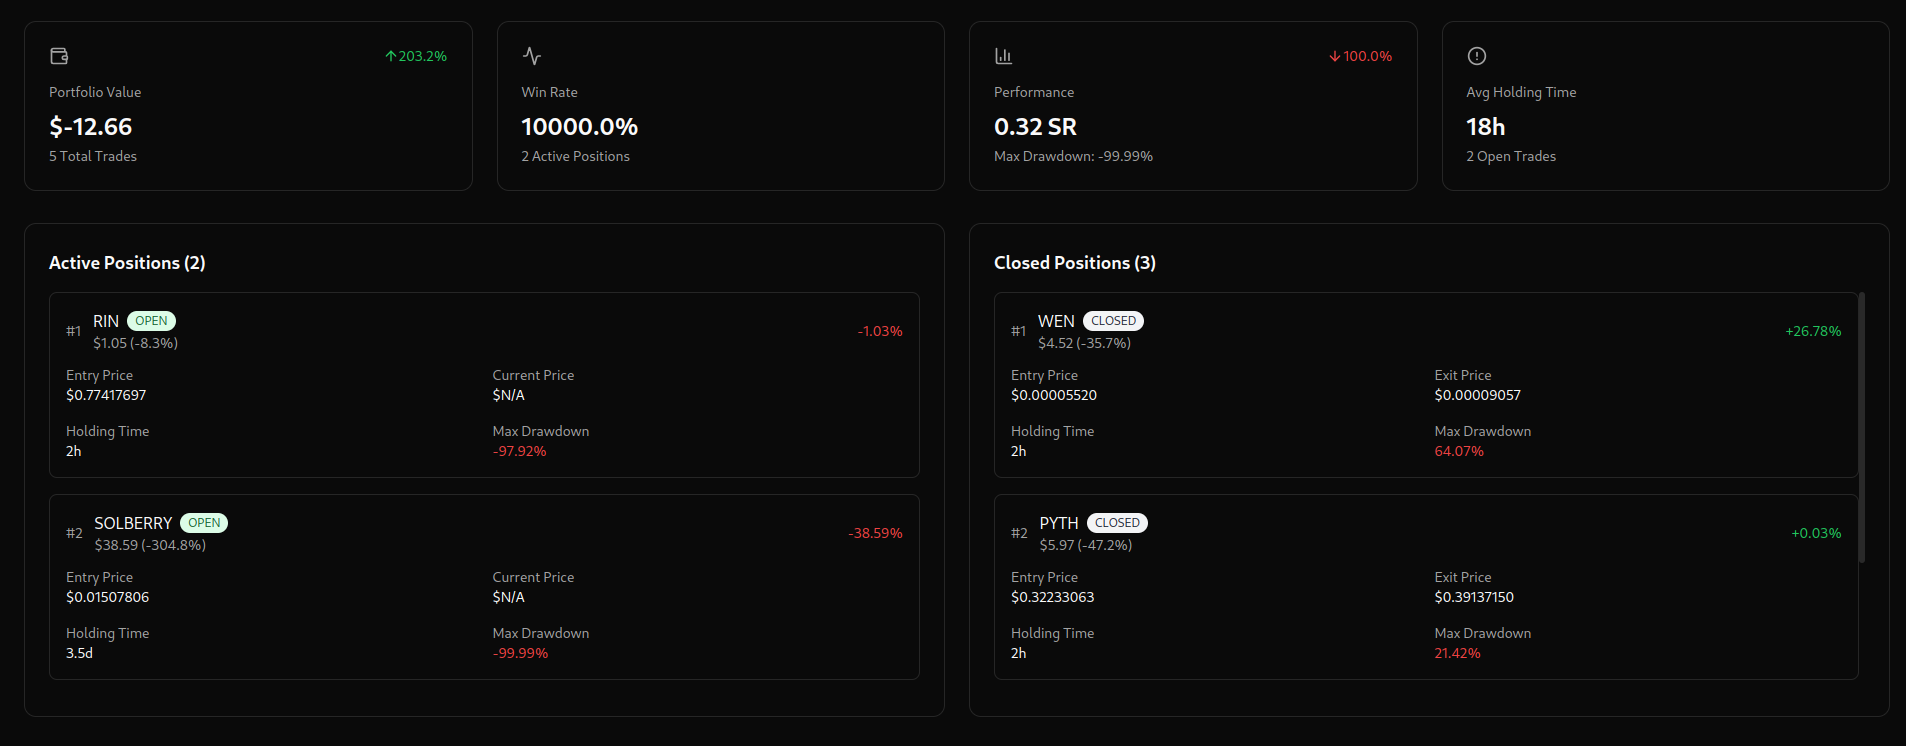 ↑203.2%
Portfolio Value
$-12.66
5 Total Trades
Win Rate
10000.0%
2 Active Positions
↓100.0%
Performance
0.32 SR
Max Drawdown: -99.99%
Avg Holding Time
18h
2 Open Trades
Active Positions (2)
#1 RIN OPEN -1.03%
$1.05 (-8.3%)
Entry Price Current Price
$0.77417697 $N/A
Holding Time Max Drawdown
2h -97.92%
#2 SOLBERRY OPEN -38.59%
$38.59 (-304.8%)
Entry Price Current Price
$0.01507806 $N/A
Holding Time Max Drawdown
3.5d -99.99%
Closed Positions (3)
#1 WEN CLOSED +26.78%
$4.52 (-35.7%)
Entry Price Exit Price
$0.00005520 $0.00009057
Holding Time Max Drawdown
2h 64.07%
#2 PYTH CLOSED +0.03%
$5.97 (-47.2%)
Entry Price Exit Price
$0.32233063 $0.39137150
Holding Time Max Drawdown
2h 21.42%